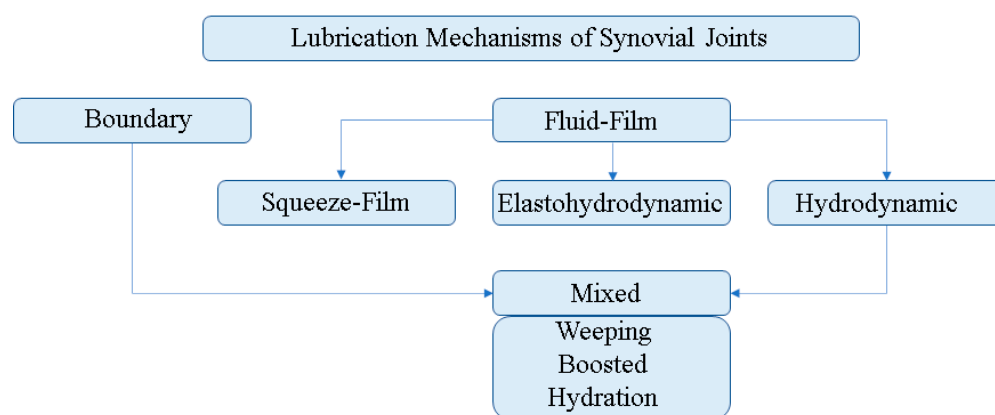 Lubrication Mechanisms of Synovial Joints
Boundary
Fluid-Film
Squeeze-Film
Elastohydrodynamic
Hydrodynamic
Mixed
Weeping
Boosted
Hydration